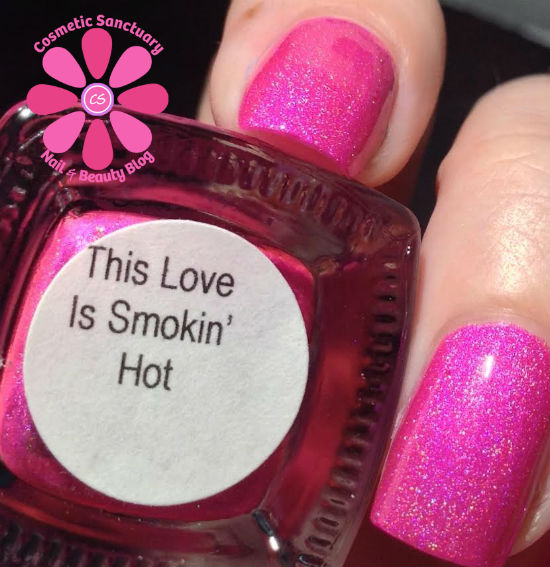 Cosmetic Sanctuary
CS
Nail & Beauty Blog
This Love
Is Smokin'
Hot